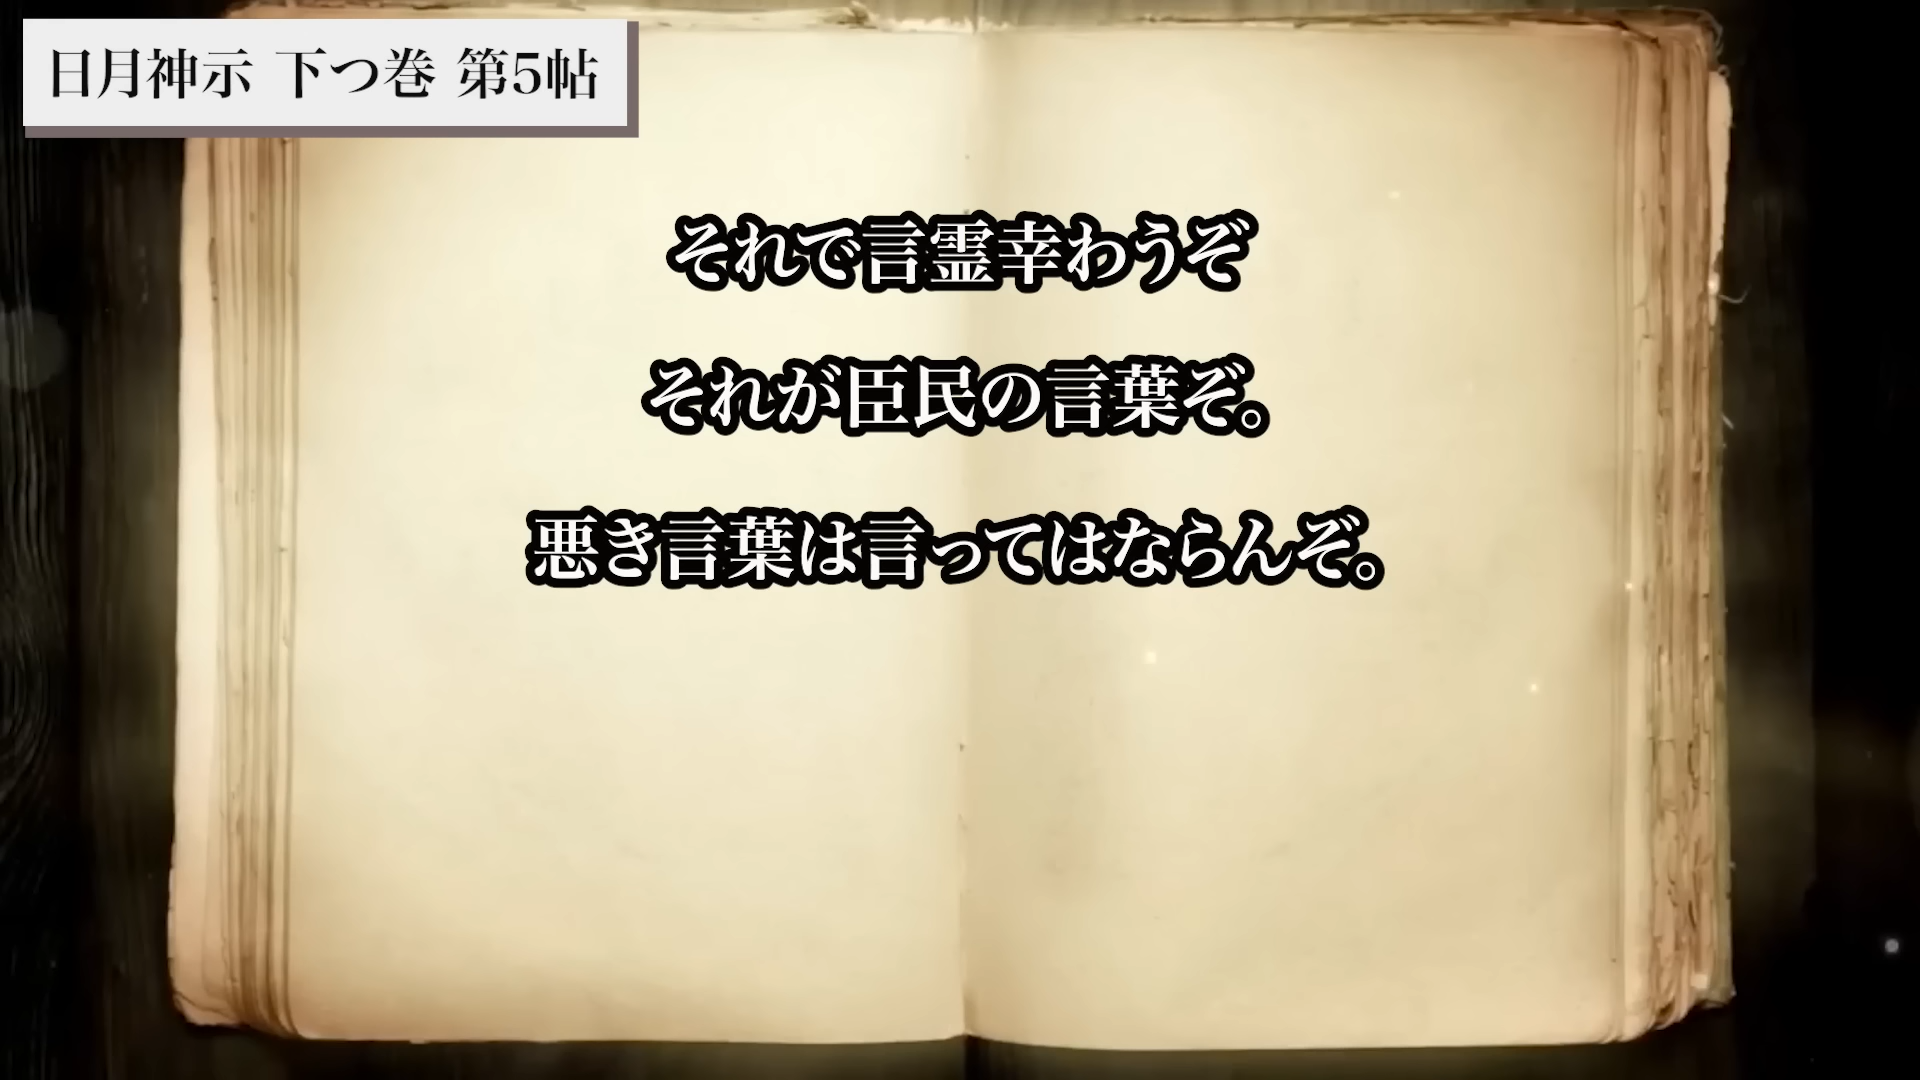 日月神示 下つ巻 第5帖
それで言霊幸わうぞ
それが臣民の言葉ぞ。
悪き言葉は言ってはならんぞ。